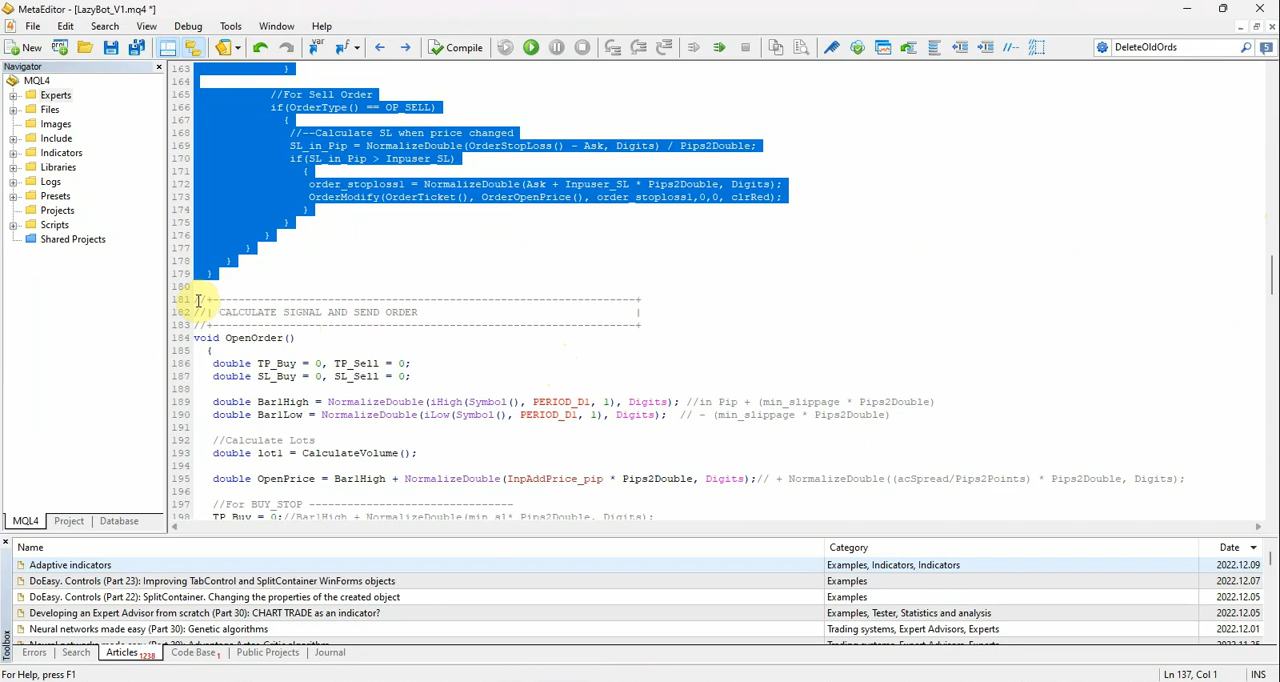 MetaEditor - [LazyBot_V1.mq4 *]
File Edit Search View Debug Tools Window Help
New Compile DeleteOldOrds 5
Navigator
MQL4
Experts
Files
Images
Include
Indicators
Libraries
Logs
Presets
Projects
Scripts
Shared Projects
MQL4 Project Database
163 }
164
165 //For Sell Order
166 if(OrderType() == OP_SELL)
167 {
168 //--Calculate SL when price changed
169 SL_in_Pip = NormalizeDouble(OrderStopLoss() - Ask, Digits) / Pips2Double;
170 if(SL_in_Pip > Inpuser_SL)
171 {
172 order_stoploss1 = NormalizeDouble(Ask + Inpuser_SL * Pips2Double, Digits);
173 OrderModify(OrderTicket(), OrderOpenPrice(), order_stoploss1,0,0, clrRed);
174 }
175 }
176 }
177 }
178 }
179 }
180
181 //+------------------------------------------------------------------+
182 //| CALCULATE SIGNAL AND SEND ORDER |
183 //+------------------------------------------------------------------+
184 void OpenOrder()
185 {
186 double TP_Buy = 0, TP_Sell = 0;
187 double SL_Buy = 0, SL_Sell = 0;
188
189 double Bar1High = NormalizeDouble(iHigh(Symbol(), PERIOD_D1, 1), Digits); //in Pip + (min_slippage * Pips2Double)
190 double Bar1Low = NormalizeDouble(iLow(Symbol(), PERIOD_D1, 1), Digits); // - (min_slippage * Pips2Double)
191
192 //Calculate Lots
193 double lot1 = CalculateVolume();
194
195 double OpenPrice = Bar1High + NormalizeDouble(InpAddPrice_pip * Pips2Double, Digits);// + NormalizeDouble((acSpread/Pips2Points) * Pips2Double, Digits);
196
197 //For BUY_STOP --------------------------------
198 TP_Buy = 0;//Bar1High + NormalizeDouble(min_sl* Pips2Double, Digits);
Name Category Date
Adaptive indicators Examples, Indicators, Indicators 2022.12.09
DoEasy. Controls (Part 23): Improving TabControl and SplitContainer WinForms objects Examples 2022.12.07
DoEasy. Controls (Part 22): SplitContainer. Changing the properties of the created object Examples 2022.12.05
Developing an Expert Advisor from scratch (Part 30): CHART TRADE as an indicator? Examples, Tester, Statistics and analysis 2022.12.05
Neural networks made easy (Part 30): Genetic algorithms Trading systems, Expert Advisors, Experts 2022.12.01
Toolbox
Errors Search Articles 1238 Code Base 1 Public Projects Journal
For Help, press F1 Ln 137, Col 1 INS